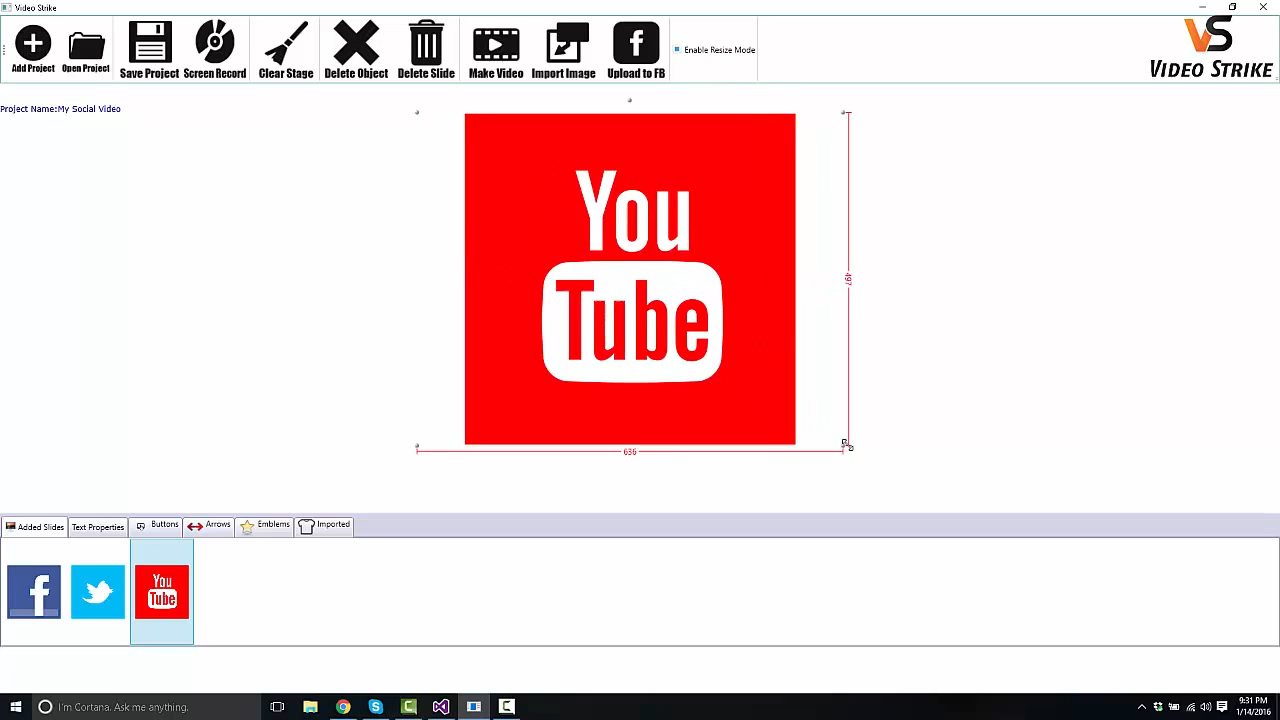 Video Strike
Add Project
Open Project
Save Project
Screen Record
Clear Stage
Delete Object
Delete Slide
Make Video
Import Image
Upload to FB
Enable Resize Mode
VS
VIDEO STRIKE
Project Name:My Social Video
You
Tube
497
636
Added Slides
Text Properties
Buttons
Arrows
Emblems
Imported
f
You
Tube
I'm Cortana. Ask me anything.
9:31 PM
1/14/2016